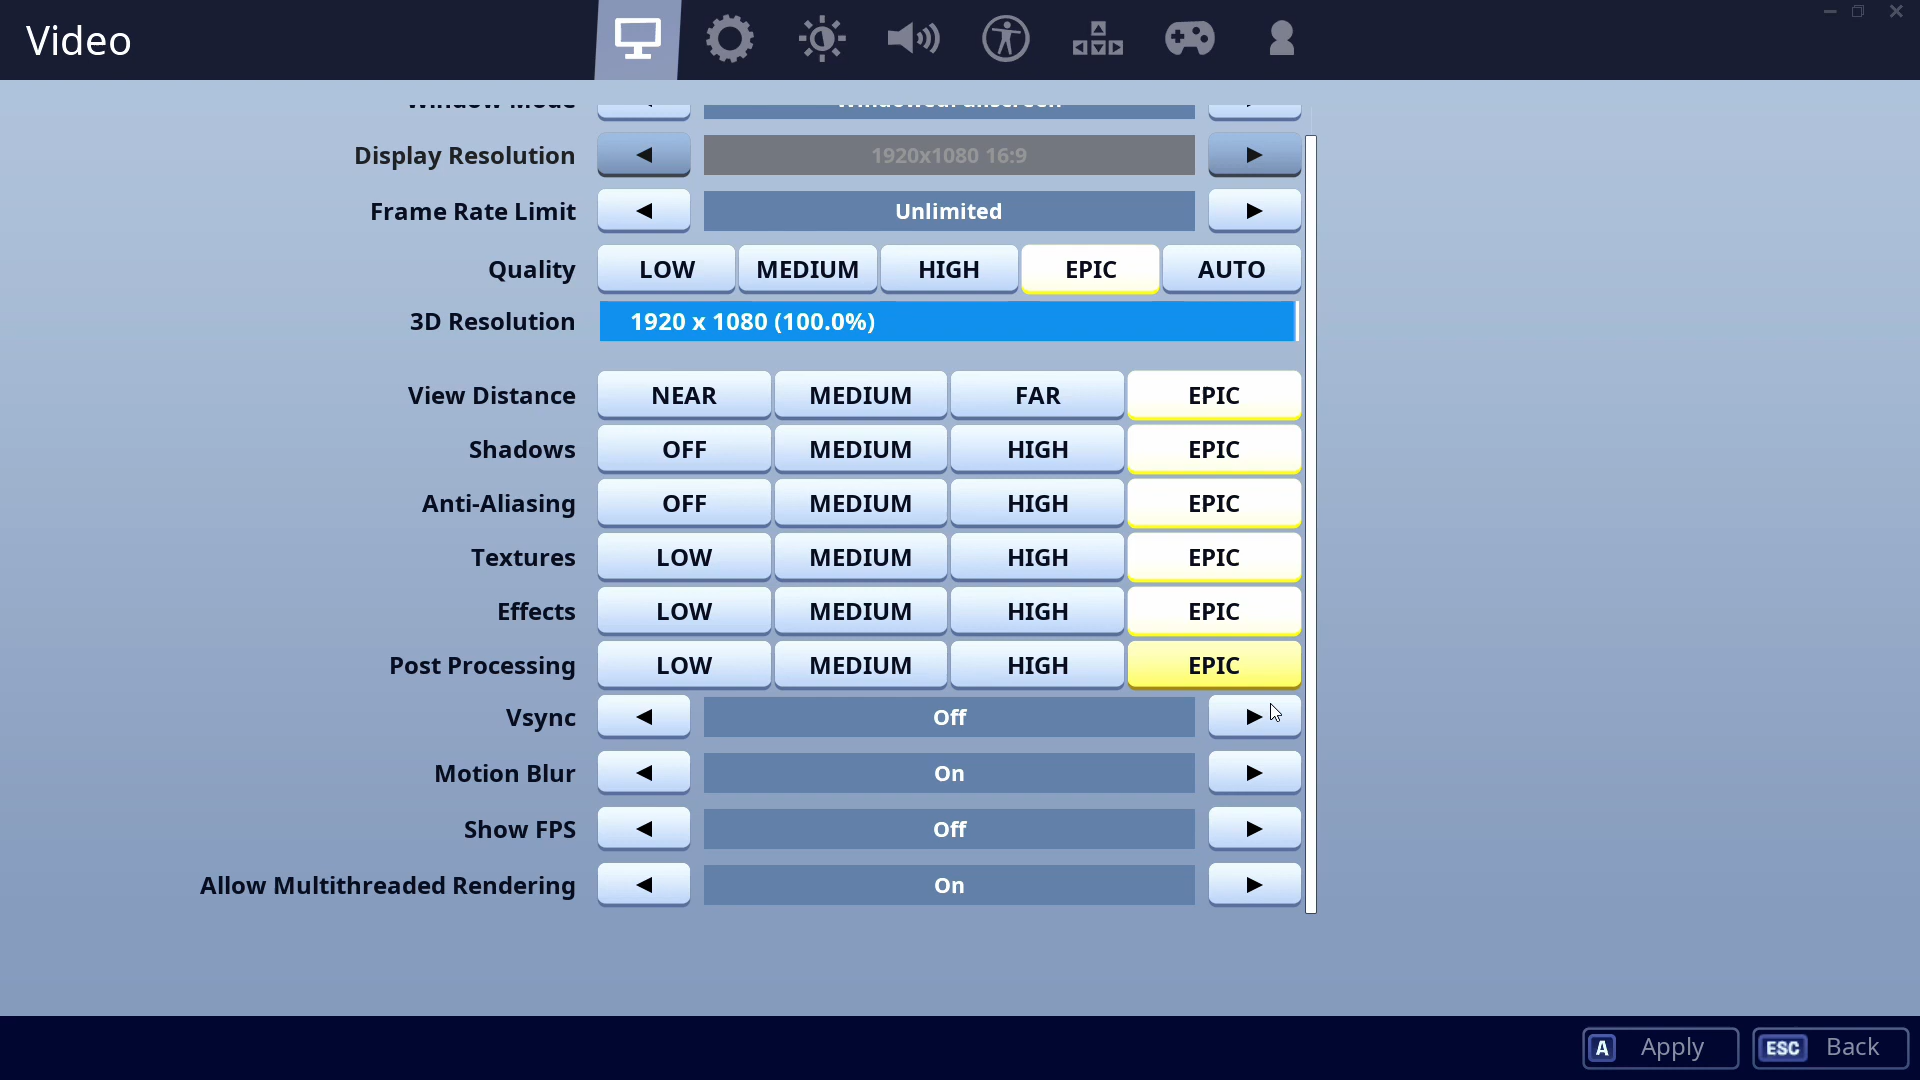 Video
Window Mode
Display Resolution 1920x1080 16:9
Frame Rate Limit Unlimited
Quality LOW MEDIUM HIGH EPIC AUTO
3D Resolution 1920 x 1080 (100.0%)
View Distance NEAR MEDIUM FAR EPIC
Shadows OFF MEDIUM HIGH EPIC
Anti-Aliasing OFF MEDIUM HIGH EPIC
Textures LOW MEDIUM HIGH EPIC
Effects LOW MEDIUM HIGH EPIC
Post Processing LOW MEDIUM HIGH EPIC
Vsync Off
Motion Blur On
Show FPS Off
Allow Multithreaded Rendering On
A Apply ESC Back